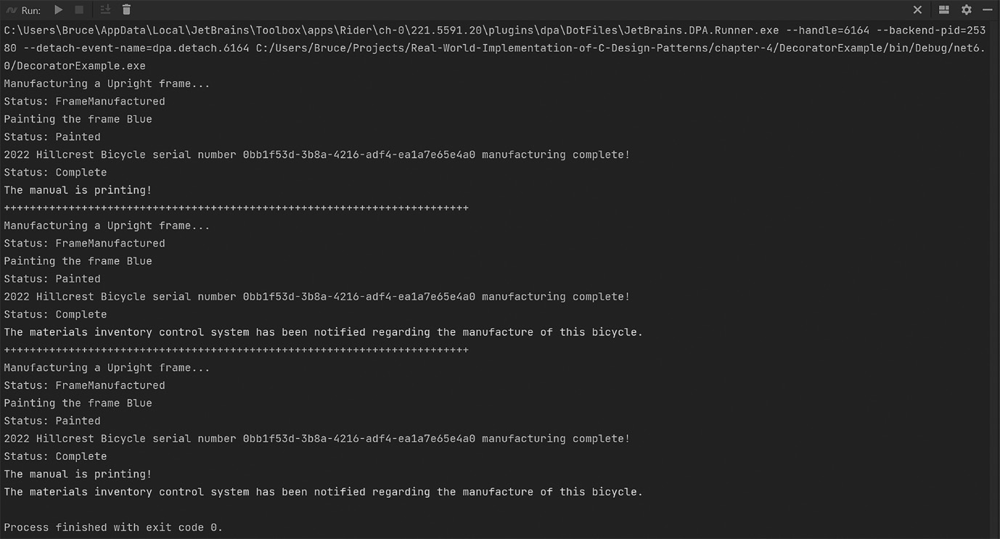 Run:
C:\Users\Bruce\AppData\Local\JetBrains\Toolbox\apps\Rider\ch-0\221.5591.20\plugins\dpa\DotFiles\JetBrains.DPA.Runner.exe --handle=6164 --backend-pid=253
80 --detach-event-name=dpa.detach.6164 C:/Users/Bruce/Projects/Real-World-Implementation-of-C-Design-Patterns/chapter-4/DecoratorExample/bin/Debug/net6.
0/DecoratorExample.exe
Manufacturing a Upright frame...
Status: FrameManufactured
Painting the frame Blue
Status: Painted
2022 Hillcrest Bicycle serial number 0bb1f53d-3b8a-4216-adf4-ea1a7e65e4a0 manufacturing complete!
Status: Complete
The manual is printing!
++++++++++++++++++++++++++++++++++++++++++++++++++++++++++++++++++++++++
Manufacturing a Upright frame...
Status: FrameManufactured
Painting the frame Blue
Status: Painted
2022 Hillcrest Bicycle serial number 0bb1f53d-3b8a-4216-adf4-ea1a7e65e4a0 manufacturing complete!
Status: Complete
The materials inventory control system has been notified regarding the manufacture of this bicycle.
++++++++++++++++++++++++++++++++++++++++++++++++++++++++++++++++++++++++
Manufacturing a Upright frame...
Status: FrameManufactured
Painting the frame Blue
Status: Painted
2022 Hillcrest Bicycle serial number 0bb1f53d-3b8a-4216-adf4-ea1a7e65e4a0 manufacturing complete!
Status: Complete
The manual is printing!
The materials inventory control system has been notified regarding the manufacture of this bicycle.
Process finished with exit code 0.